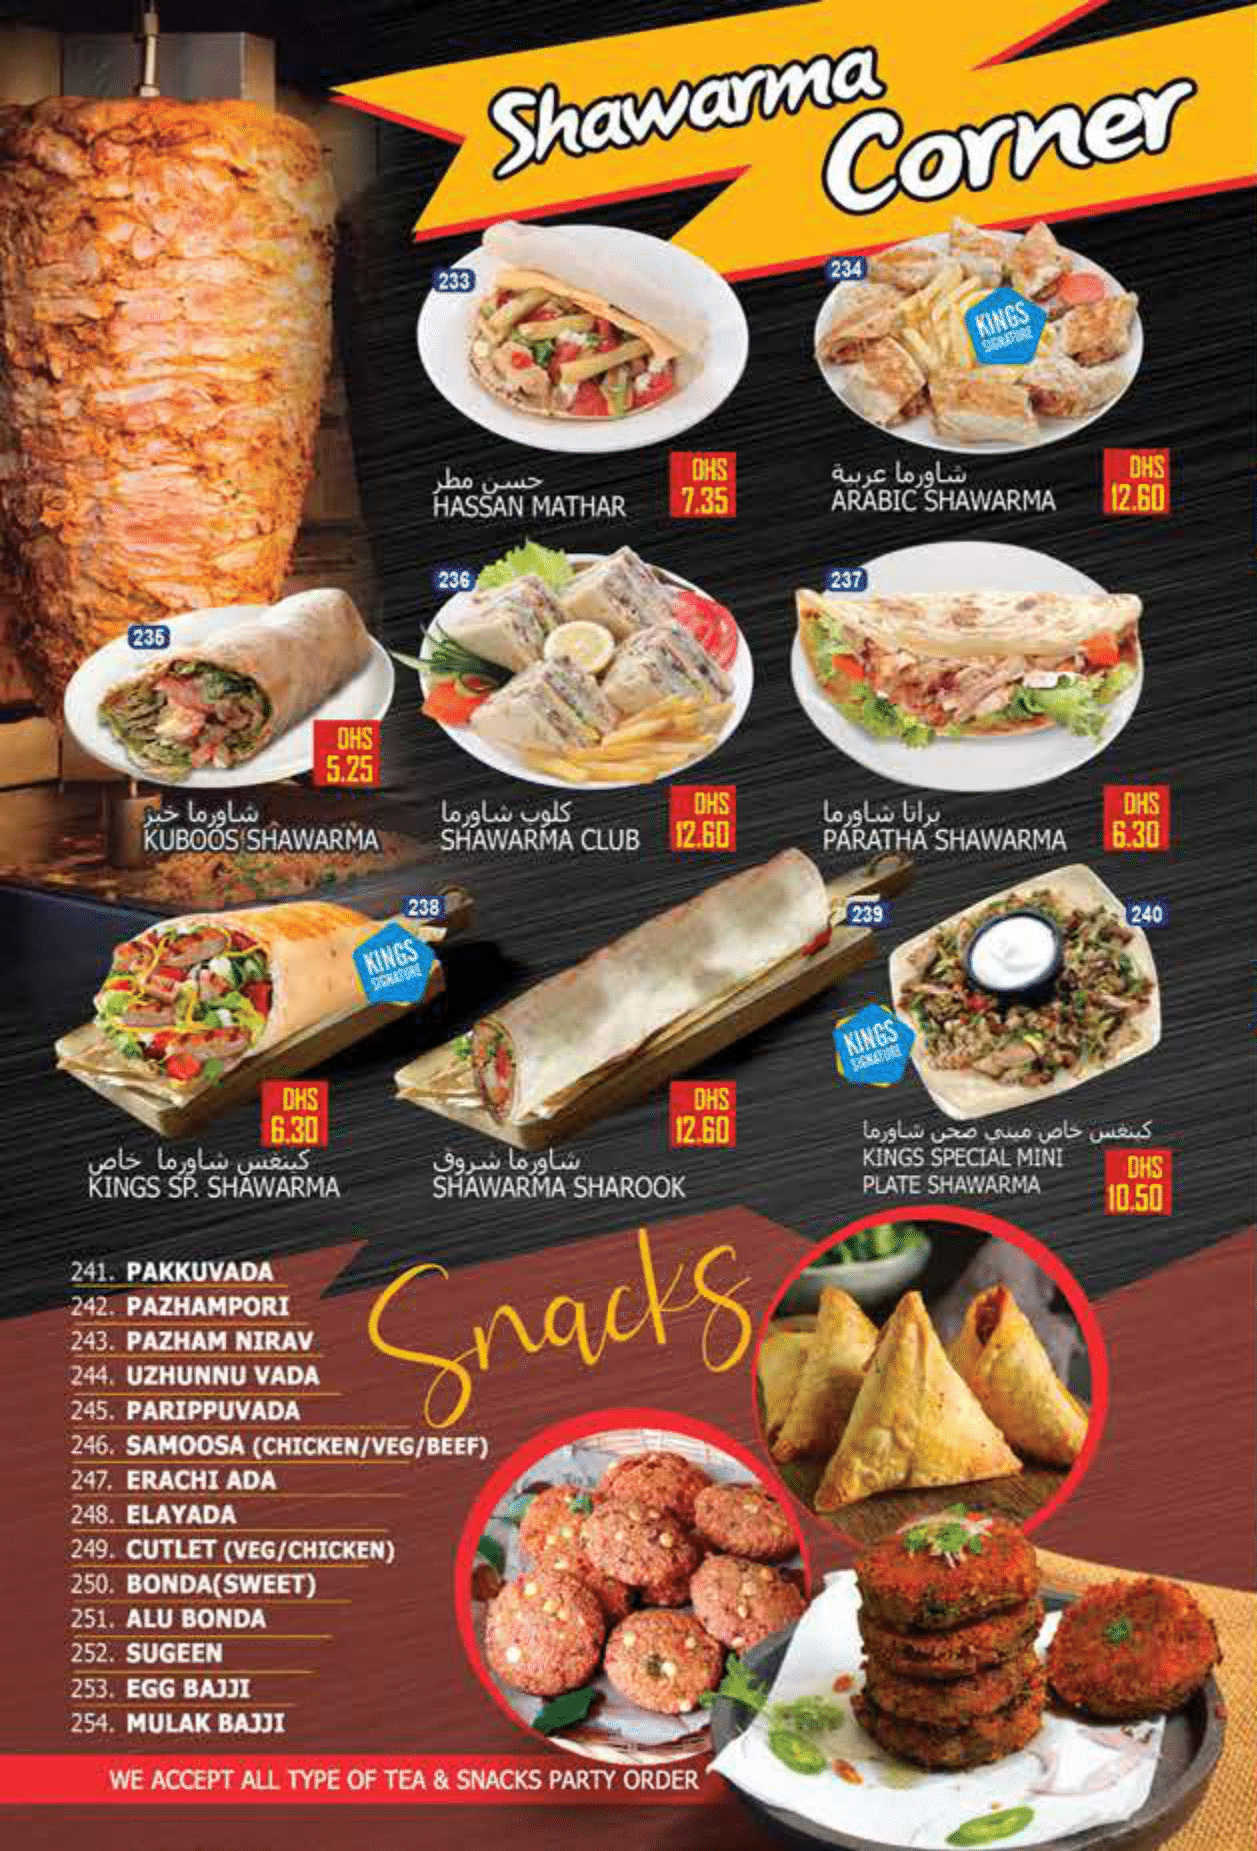 Shawarma
Corner
233
حسن مطر
HASSAN MATHAR
DHS
7.35
234
KINGS
SIGNATURE
شاورما عربية
ARABIC SHAWARMA
DHS
12.60
235
DHS
5.25
شاورما خبز
KUBOOS SHAWARMA
236
كلوب شاورما
SHAWARMA CLUB
DHS
12.60
237
براتا شاورما
PARATHA SHAWARMA
DHS
6.30
238
KINGS
SIGNATURE
DHS
6.30
كينغس شاورما خاص
KINGS SP. SHAWARMA
239
DHS
12.60
شاورما شروق
SHAWARMA SHAROOK
240
KINGS
SIGNATURE
كينغس خاص ميني صحن شاورما
KINGS SPECIAL MINI
PLATE SHAWARMA
DHS
10.50
Snacks
241. PAKKUVADA
242. PAZHAMPORI
243. PAZHAM NIRAV
244. UZHUNNU VADA
245. PARIPPUVADA
246. SAMOOSA (CHICKEN/VEG/BEEF)
247. ERACHI ADA
248. ELAYADA
249. CUTLET (VEG/CHICKEN)
250. BONDA(SWEET)
251. ALU BONDA
252. SUGEEN
253. EGG BAJJI
254. MULAK BAJJI
WE ACCEPT ALL TYPE OF TEA & SNACKS PARTY ORDER